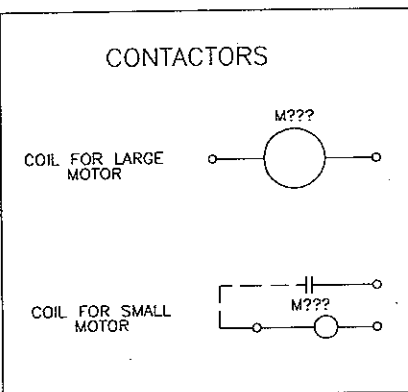 CONTACTORS
M???
COIL FOR LARGE
MOTOR
M???
COIL FOR SMALL
MOTOR